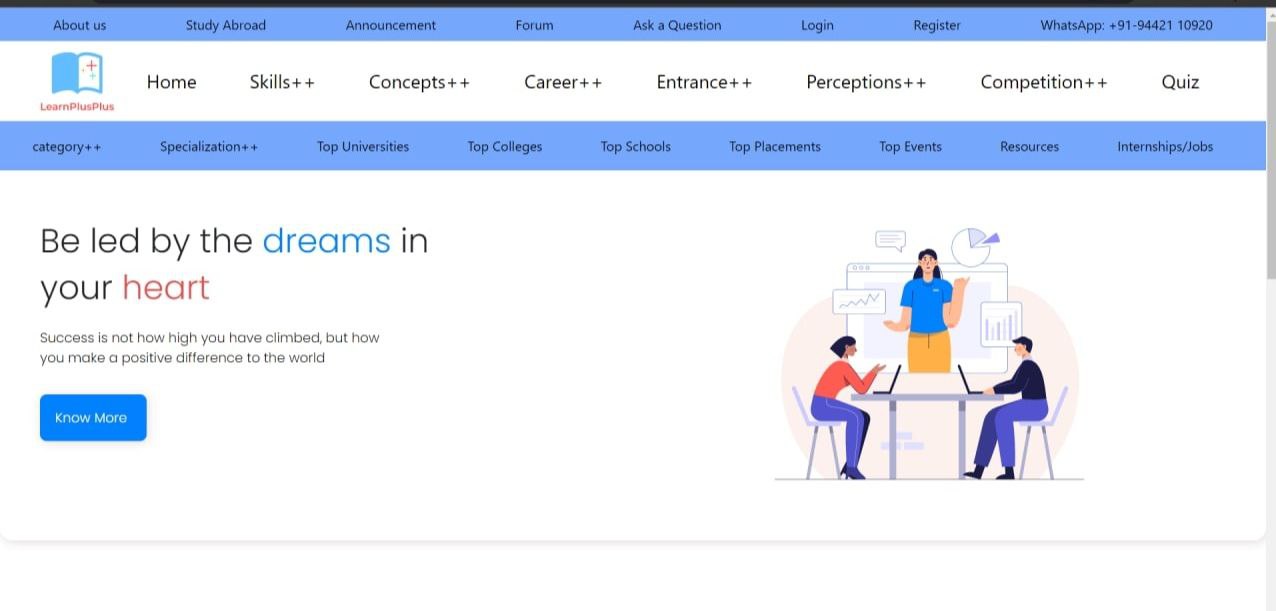 About us Study Abroad Announcement Forum Ask a Question Login Register WhatsApp: +91-94421 10920
LearnPlusPlus
Home Skills++ Concepts++ Career++ Entrance++ Perceptions++ Competition++ Quiz
category++ Specialization++ Top Universities Top Colleges Top Schools Top Placements Top Events Resources Internships/Jobs
Be led by the dreams in
your heart
Success is not how high you have climbed, but how
you make a positive difference to the world
Know More